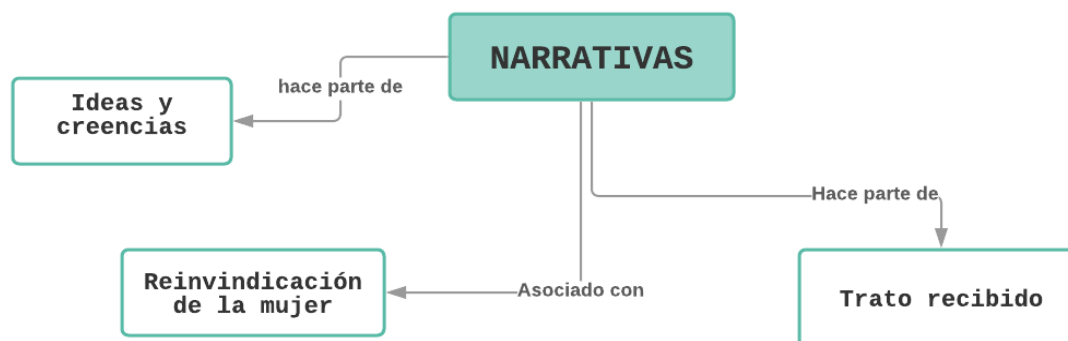 NARRATIVAS
hace parte de
Ideas y
creencias
Hace parte de
Reinvindicación
de la mujer
Asociado con
Trato recibido